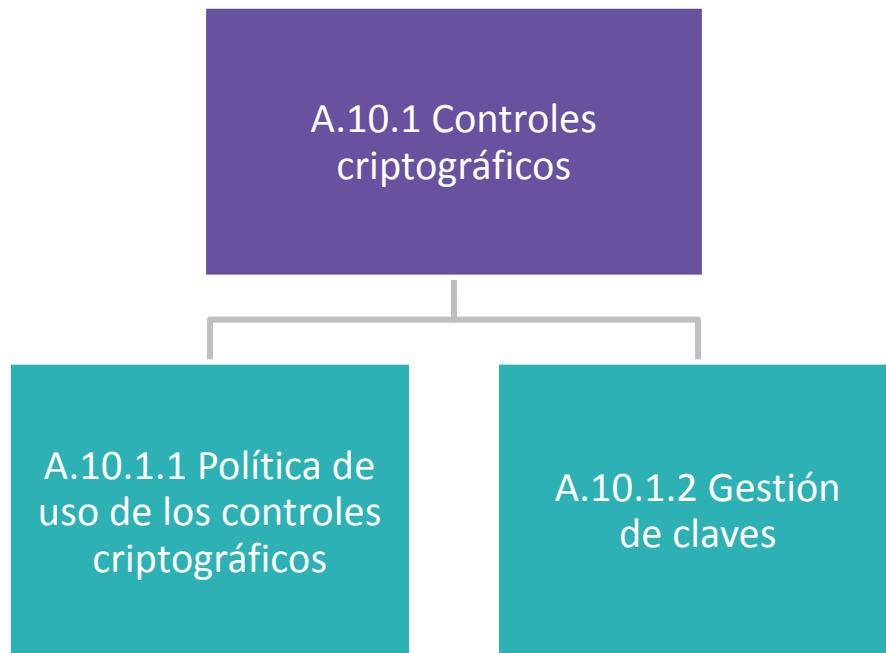 A.10.1 Controles
criptográficos
A.10.1.1 Política de
uso de los controles
criptográficos
A.10.1.2 Gestión
de claves